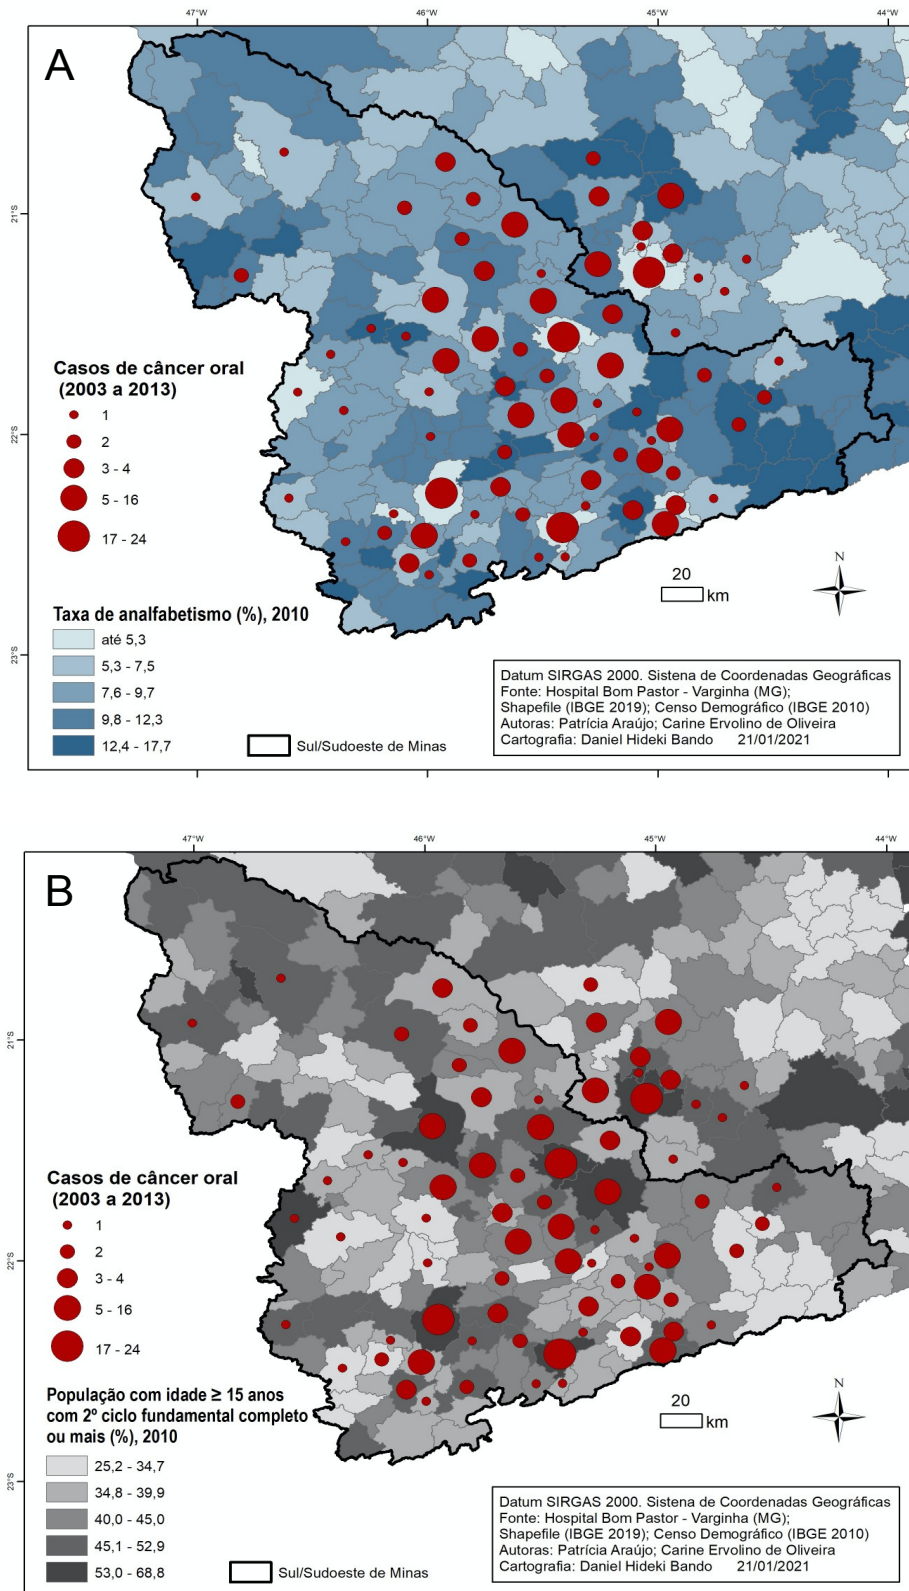 47°W
46°W
45°W
44°W
A
21°S
22°S
23°S
Casos de câncer oral
(2003 a 2013)
1
2
3 - 4
5 - 16
17 - 24
Taxa de analfabetismo (%), 2010
até 5,3
5,3 - 7,5
7,6 - 9,7
9,8 - 12,3
12,4 - 17,7
Sul/Sudoeste de Minas
20
km
N
Datum SIRGAS 2000. Sistena de Coordenadas Geográficas
Fonte: Hospital Bom Pastor - Varginha (MG);
Shapefile (IBGE 2019); Censo Demográfico (IBGE 2010)
Autoras: Patrícia Araújo; Carine Ervolino de Oliveira
Cartografia: Daniel Hideki Bando 21/01/2021
47°W
46°W
45°W
44°W
47°W
46°W
45°W
44°W
B
21°S
22°S
23°S
Casos de câncer oral
(2003 a 2013)
1
2
3 - 4
5 - 16
17 - 24
População com idade ≥ 15 anos
com 2º ciclo fundamental completo
ou mais (%), 2010
25,2 - 34,7
34,8 - 39,9
40,0 - 45,0
45,1 - 52,9
53,0 - 68,8
Sul/Sudoeste de Minas
20
km
N
Datum SIRGAS 2000. Sistena de Coordenadas Geográficas
Fonte: Hospital Bom Pastor - Varginha (MG);
Shapefile (IBGE 2019); Censo Demográfico (IBGE 2010)
Autoras: Patrícia Araújo; Carine Ervolino de Oliveira
Cartografia: Daniel Hideki Bando 21/01/2021